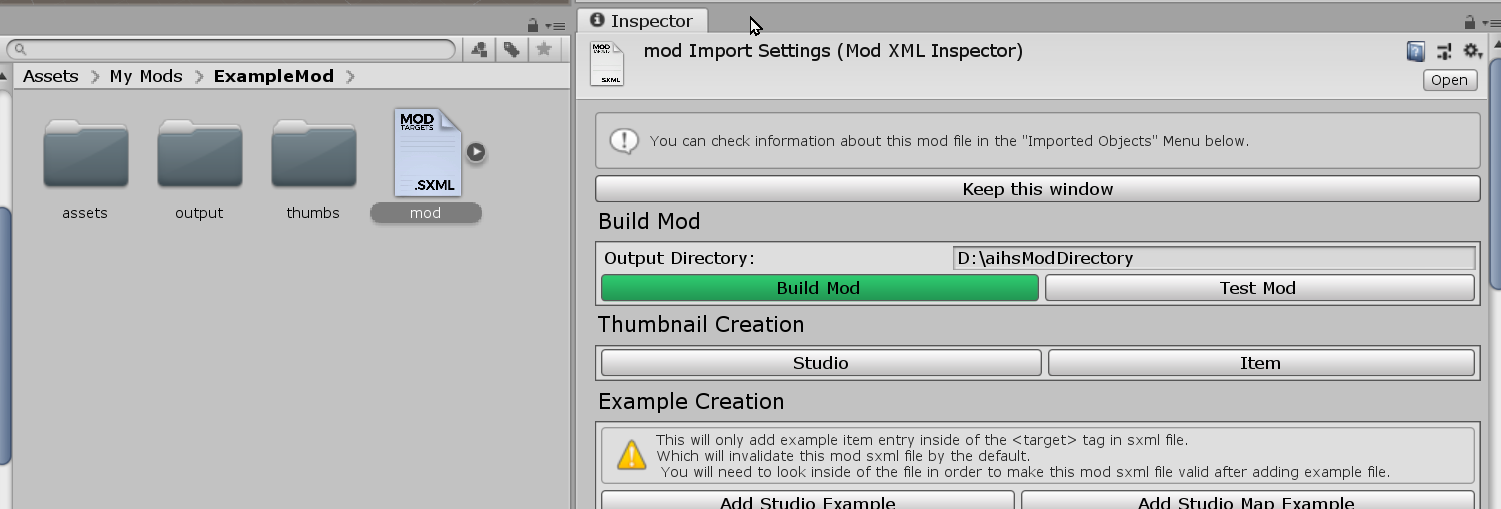 Inspector
MOD
.SXML
mod Import Settings (Mod XML Inspector)
Open
Assets
My Mods
ExampleMod
MOD
TARGETS
.SXML
assets
output
thumbs
mod
You can check information about this mod file in the "Imported Objects" Menu below.
Keep this window
Build Mod
Output Directory:
D:\aihsModDirectory
Build Mod
Test Mod
Thumbnail Creation
Studio
Item
Example Creation
This will only add example item entry inside of the <target> tag in sxml file.
Which will invalidate this mod sxml file by the default.
You will need to look inside of the file in order to make this mod sxml file valid after adding example file.
Add Studio Example
Add Studio Map Example